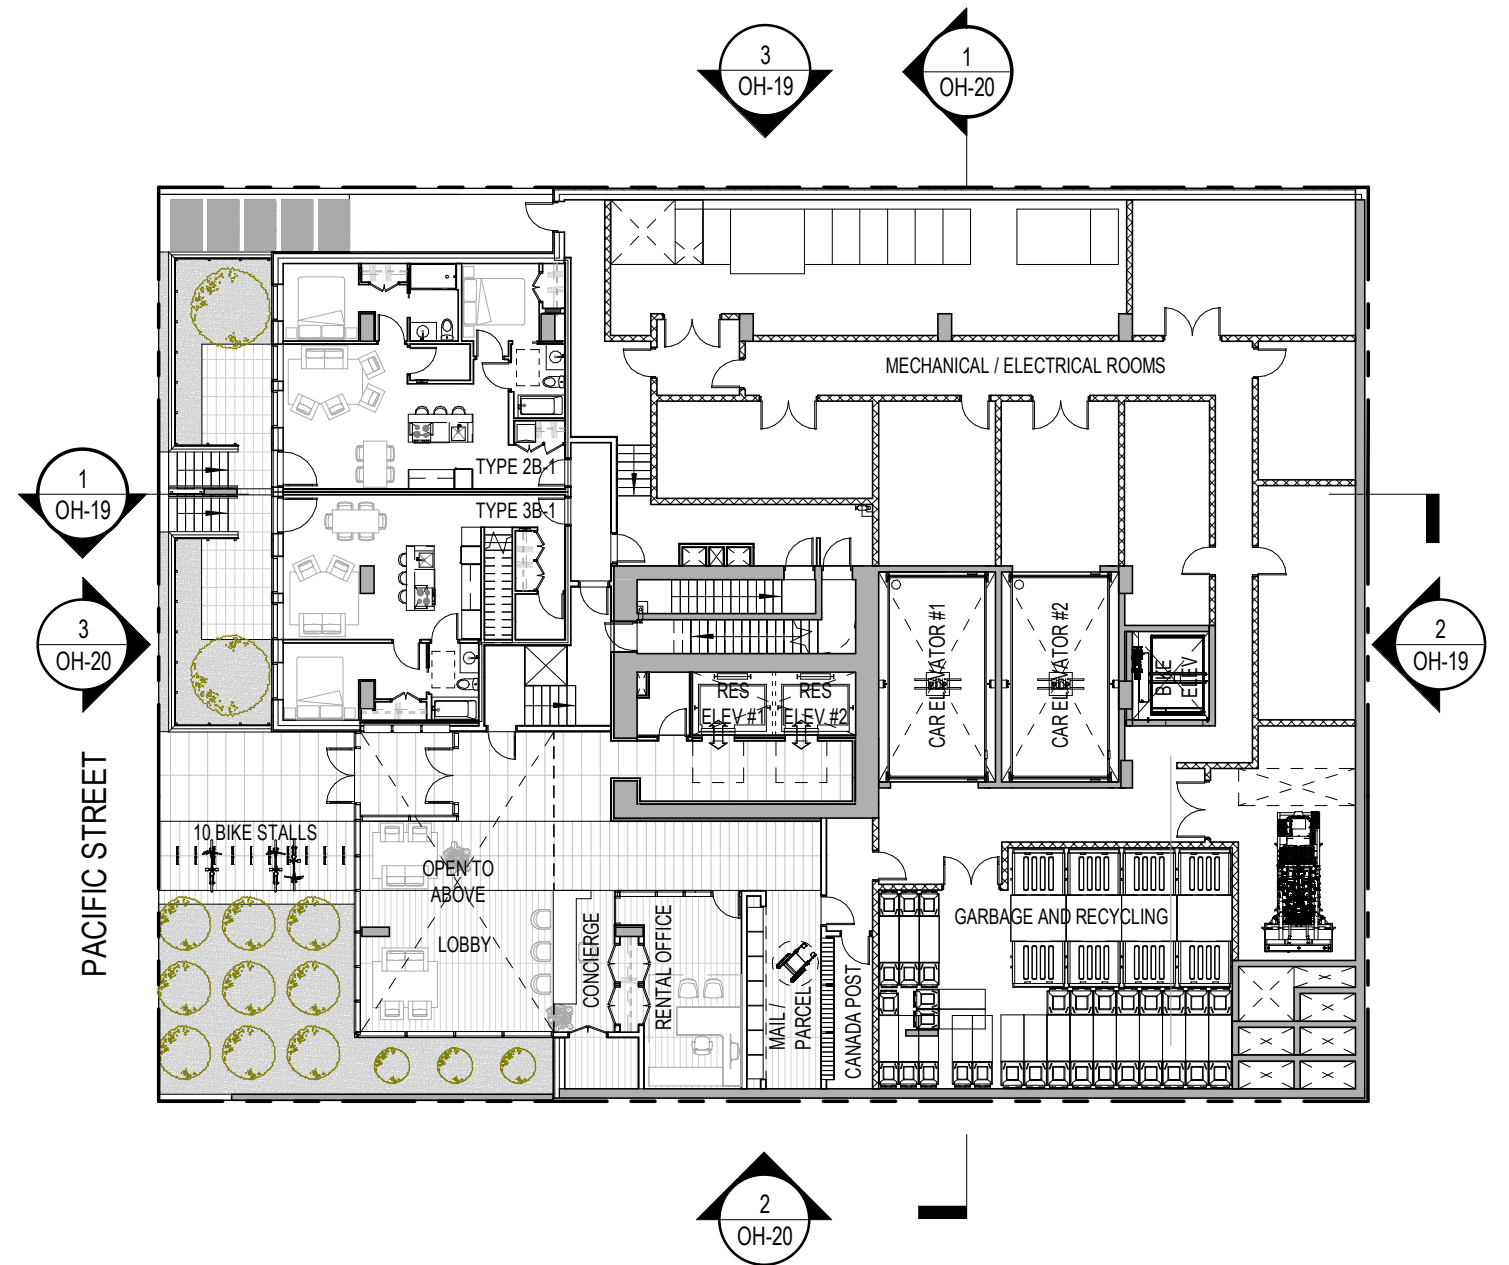 3
OH-19
1
OH-20
MECHANICAL / ELECTRICAL ROOMS
TYPE 2B-1
TYPE 3B-1
1
OH-19
3
OH-20
2
OH-19
CAR ELEVATOR #1
CAR ELEVATOR #2
BIKE
ELEV
RES
ELEV #1
RES
ELEV #2
PACIFIC STREET
10 BIKE STALLS
OPEN TO
ABOVE
LOBBY
CONCIERGE
RENTAL OFFICE
MAIL /
PARCEL
CANADA POST
GARBAGE AND RECYCLING
2
OH-20